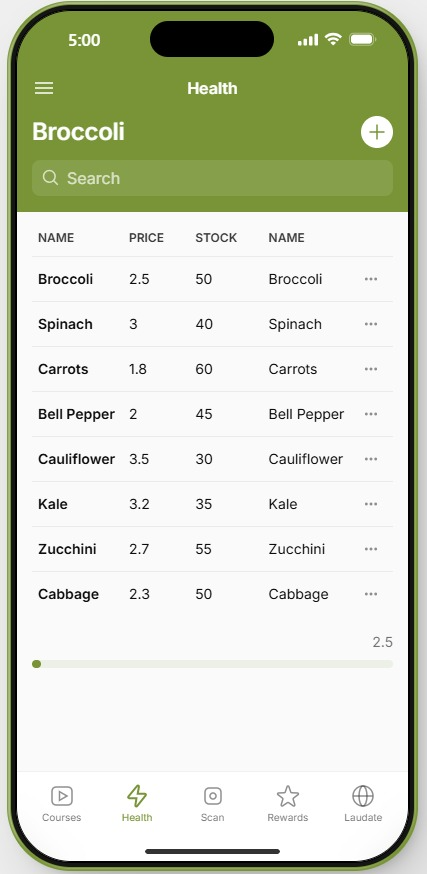 5:00
Health
Broccoli
Search
NAME PRICE STOCK NAME
Broccoli 2.5 50 Broccoli
Spinach 3 40 Spinach
Carrots 1.8 60 Carrots
Bell Pepper 2 45 Bell Pepper
Cauliflower 3.5 30 Cauliflower
Kale 3.2 35 Kale
Zucchini 2.7 55 Zucchini
Cabbage 2.3 50 Cabbage
2.5
Courses Health Scan Rewards Laudate